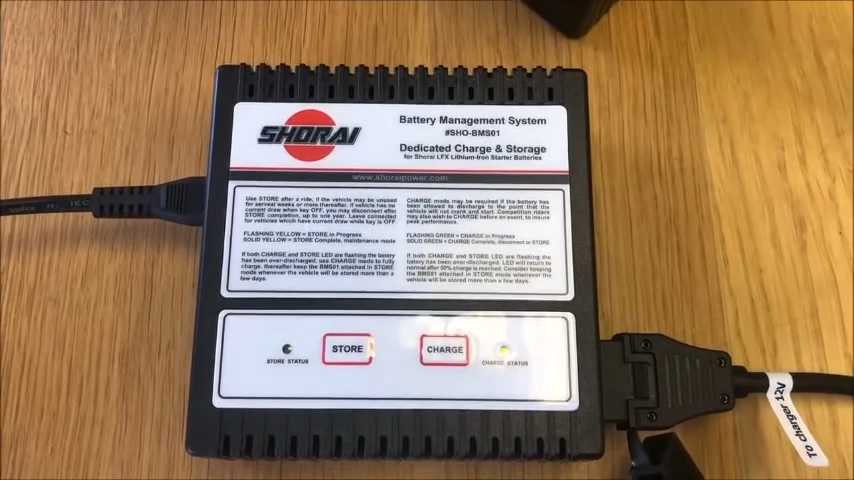 SHORAI
Battery Management System
#SHO-BMS01
Dedicated Charge & Storage
for Shorai LFX Lithium-Iron Starter Batteries
www.shoraipower.com
Use STORE after a ride, if the vehicle may be unused
for serveal weeks or more thereafter. If vehicle has no
current draw when key OFF, you may disconnect after
STORE completion, up to one year. Leave connected
for vehicles which have current draw while key is OFF.
FLASHING YELLOW = STORE in Progress
SOLID YELLOW = STORE Complete, maintenance mode
If both CHARGE and STORE LED are flashing the battery
has been over-discharged. use CHARGE mode to fully
charge, thereafter keep the BMS01 attached in STORE
mode whenever the vehicle will be stored more than a
few days.
CHARGE mode may be required if the battery has
been allowed to discharge to the point that the
vehicle will not crank and start. Competition riders
may also wish to CHARGE before an event, to insure
peak performance.
FLASHING GREEN = CHARGE in Progress
SOLID GREEN = CHARGE Complete, disconnect or STORE
If both CHARGE and STORE LED are flashing the
battery has been over-discharged. LED will return to
normal after 50% charge is reached. Consider keeping
the BMS01 attached in STORE mode whenever the
vehicle will be stored more than a few days.
STORE STATUS
STORE
CHARGE
CHARGE STATUS
To charger 12V